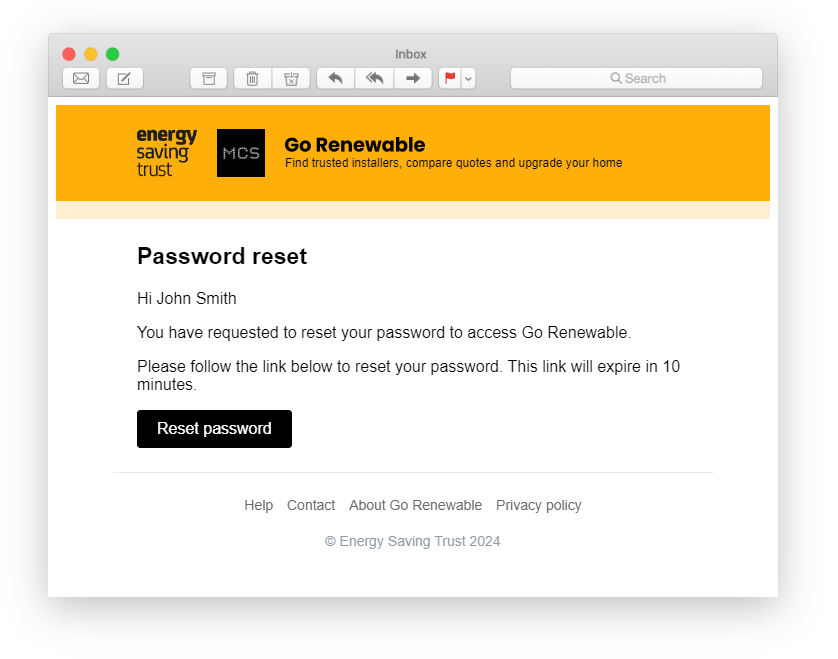 Inbox
Search
energy
saving
trust
MCS
Go Renewable
Find trusted installers, compare quotes and upgrade your home
Password reset
Hi John Smith
You have requested to reset your password to access Go Renewable.
Please follow the link below to reset your password. This link will expire in 10
minutes.
Reset password
Help Contact About Go Renewable Privacy policy
© Energy Saving Trust 2024